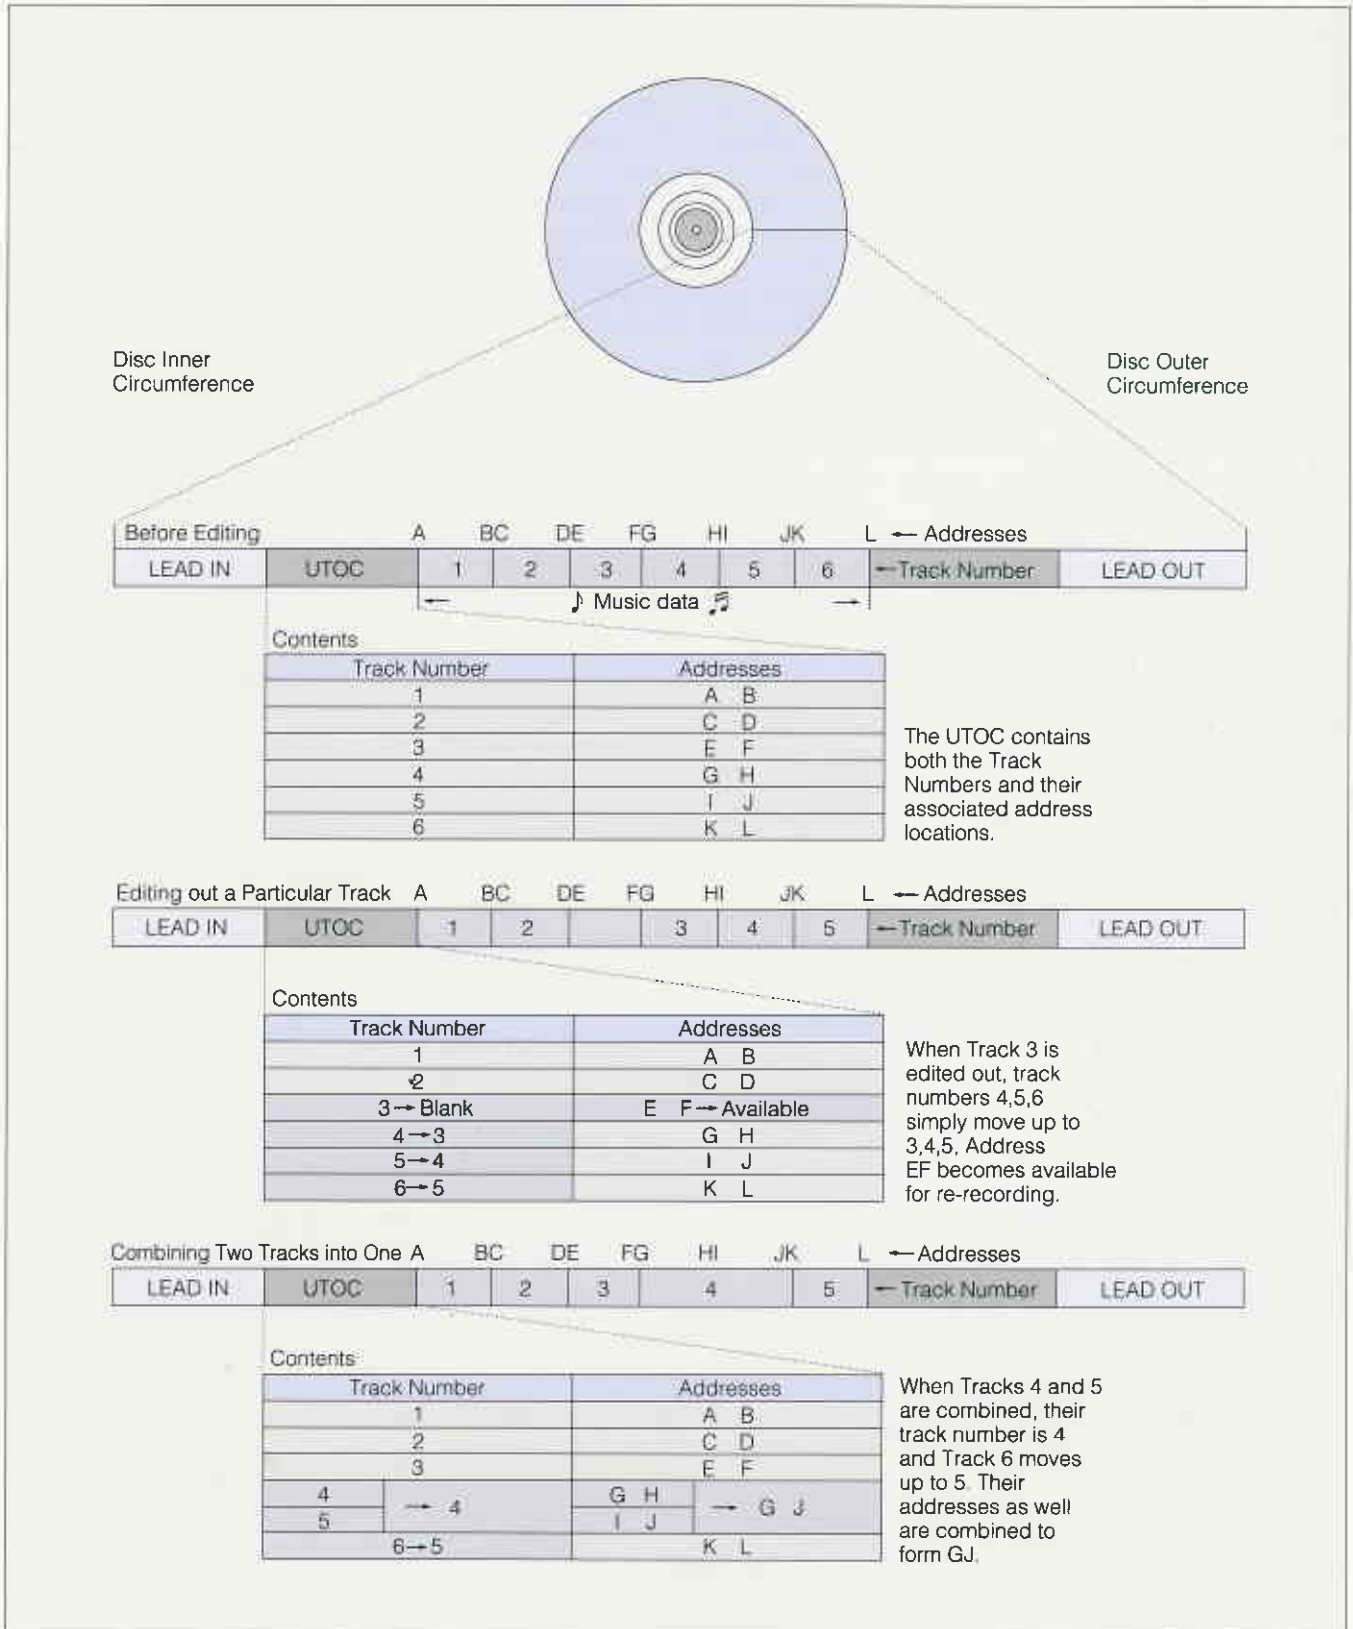 Disc Inner
Circumference
Disc Outer
Circumference
Before Editing A BC DE FG HI JK L ← Addresses
LEAD IN UTOC 1 2 3 4 5 6 ←Track Number LEAD OUT
← ♪ Music data ♬ →
Contents
Track Number Addresses
1 A B
2 C D
3 E F
4 G H
5 I J
6 K L
The UTOC contains
both the Track
Numbers and their
associated address
locations.
Editing out a Particular Track A BC DE FG HI JK L ← Addresses
LEAD IN UTOC 1 2 3 4 5 ←Track Number LEAD OUT
Contents
Track Number Addresses
1 A B
2 C D
3→ Blank E F→ Available
4→3 G H
5→4 I J
6→5 K L
When Track 3 is
edited out, track
numbers 4,5,6
simply move up to
3,4,5, Address
EF becomes available
for re-recording.
Combining Two Tracks into One A BC DE FG HI JK L ←Addresses
LEAD IN UTOC 1 2 3 4 5 ←Track Number LEAD OUT
Contents
Track Number Addresses
1 A B
2 C D
3 E F
4 G H
→ 4 → G J
5 I J
6→5 K L
When Tracks 4 and 5
are combined, their
track number is 4
and Track 6 moves
up to 5. Their
addresses as well
are combined to
form GJ.